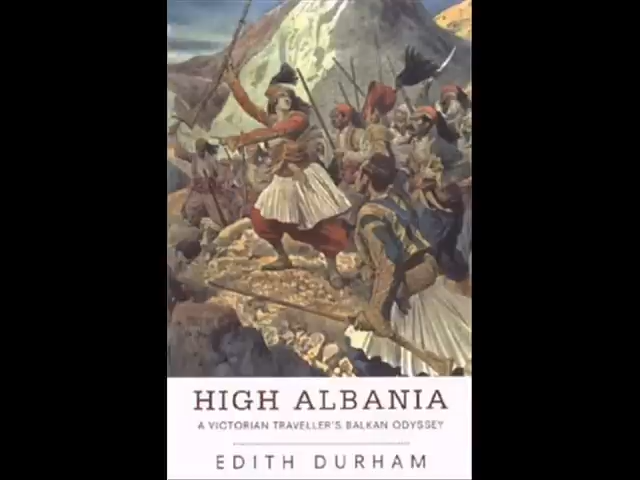 HIGH ALBANIA
A VICTORIAN TRAVELLER'S BALKAN ODYSSEY
EDITH DURHAM